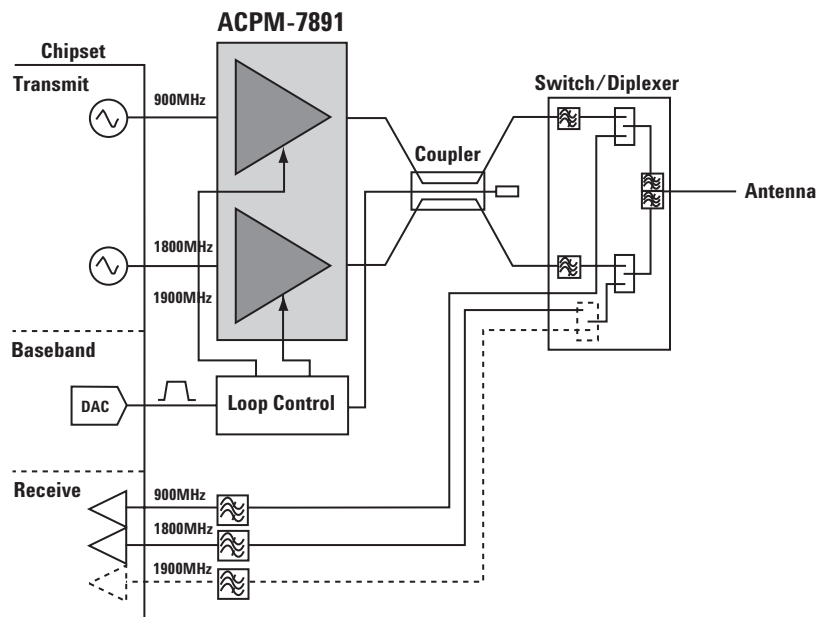 ACPM-7891
Chipset
Transmit
900MHz
Switch/Diplexer
Coupler
Antenna
1800MHz
1900MHz
Baseband
DAC
Loop Control
Receive
900MHz
1800MHz
1900MHz